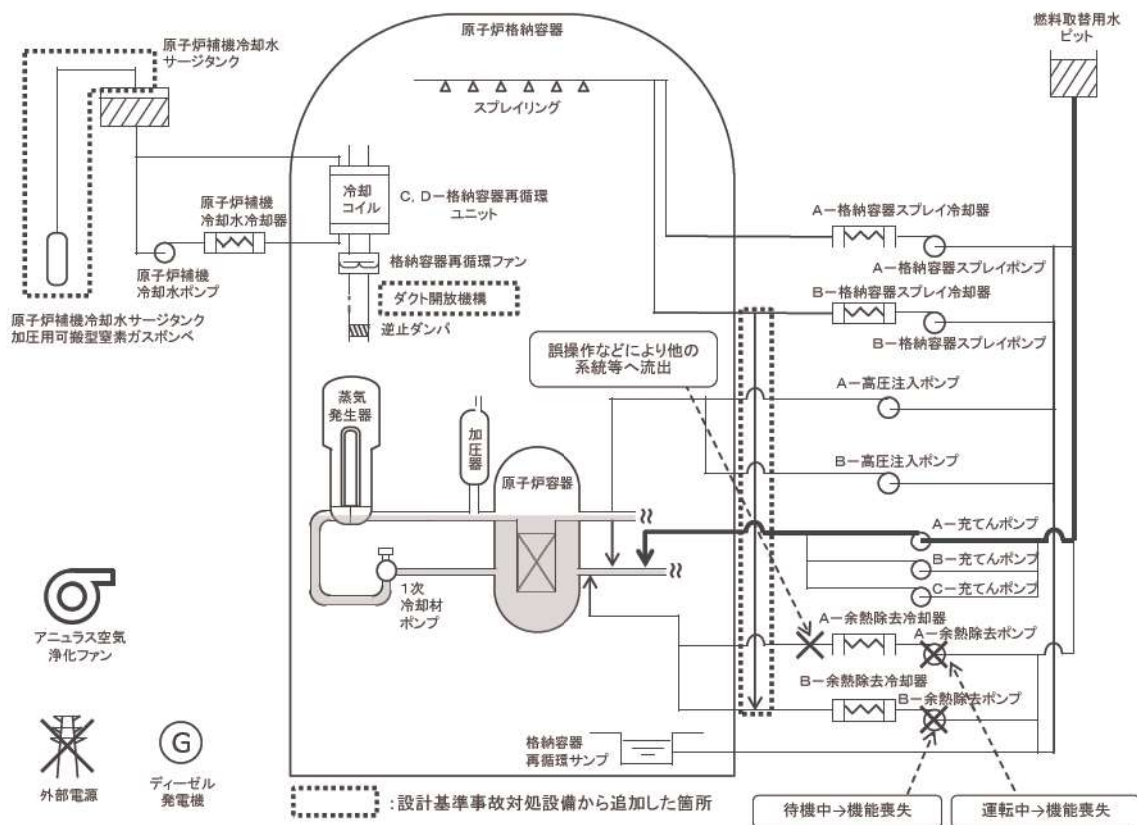 原子炉補機冷却水
サージタンク
原子炉格納容器
燃料取替用水
ピット
スプレイリング
冷却
コイル
C,D-格納容器再循環
ユニット
原子炉補機
冷却水冷却器
原子炉補機
冷却水ポンプ
格納容器再循環ファン
ダクト開放機構
逆止ダンパ
原子炉補機冷却水サージタンク
加圧用可搬型窒素ガスボンベ
A-格納容器スプレイ冷却器
A-格納容器スプレイポンプ
B-格納容器スプレイ冷却器
B-格納容器スプレイポンプ
誤操作などにより他の
系統等へ流出
A-高圧注入ポンプ
B-高圧注入ポンプ
蒸気
発生器
加圧器
原子炉容器
1次
冷却材
ポンプ
A-充てんポンプ
B-充てんポンプ
C-充てんポンプ
A-余熱除去冷却器
A-余熱除去ポンプ
B-余熱除去冷却器
B-余熱除去ポンプ
アニュラス空気
浄化ファン
外部電源
G
ディーゼル
発電機
格納容器
再循環サンプ
:設計基準事故対処設備から追加した箇所
待機中→機能喪失
運転中→機能喪失